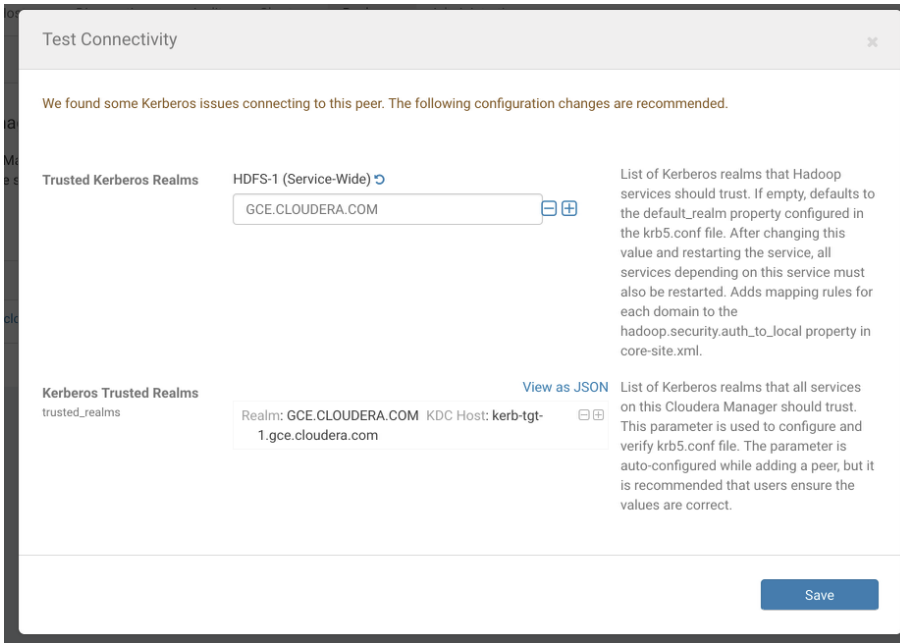 Test Connectivity
We found some Kerberos issues connecting to this peer. The following configuration changes are recommended.
Trusted Kerberos Realms
HDFS-1 (Service-Wide)
GCE.CLOUDERA.COM
List of Kerberos realms that Hadoop
services should trust. If empty, defaults to
the default_realm property configured in
the krb5.conf file. After changing this
value and restarting the service, all
services depending on this service must
also be restarted. Adds mapping rules for
each domain to the
hadoop.security.auth_to_local property in
core-site.xml.
Kerberos Trusted Realms
trusted_realms
View as JSON
Realm: GCE.CLOUDERA.COM KDC Host: kerb-tgt-
1.gce.cloudera.com
List of Kerberos realms that all services
on this Cloudera Manager should trust.
This parameter is used to configure and
verify krb5.conf file. The parameter is
auto-configured while adding a peer, but it
is recommended that users ensure the
values are correct.
Save